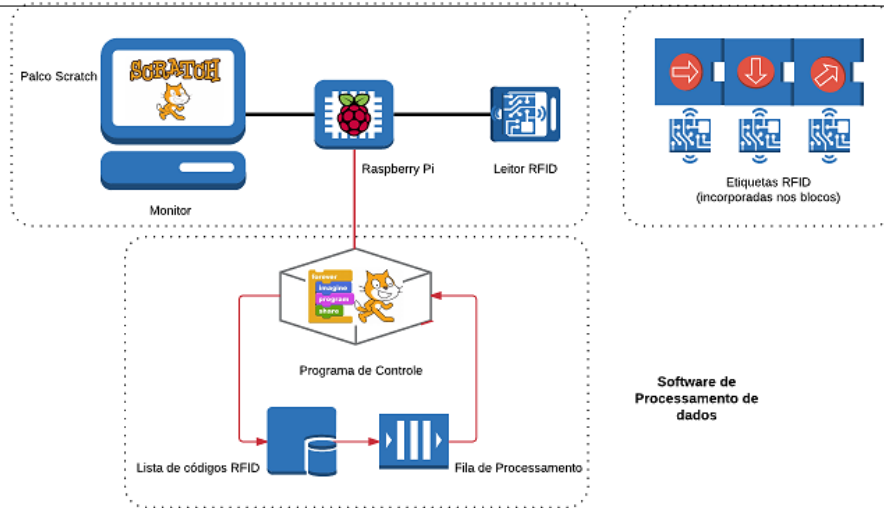 Palco Scratch
SCRATCH
Monitor
Raspberry Pi
Leitor RFID
Etiquetas RFID
(incorporadas nos blocos)
forever
imagine
program
share
Programa de Controle
Lista de códigos RFID
Fila de Processamento
Software de
Processamento de
dados